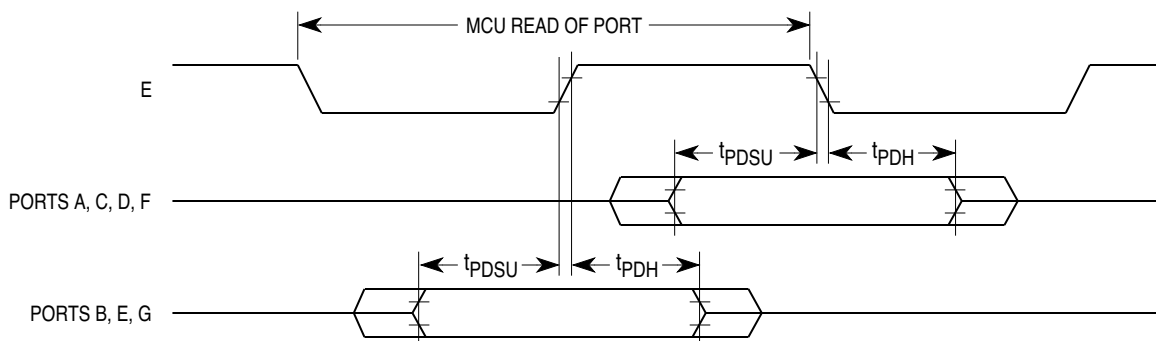 MCU READ OF PORT
E
tPDSU tPDH
PORTS A, C, D, F
tPDSU tPDH
PORTS B, E, G